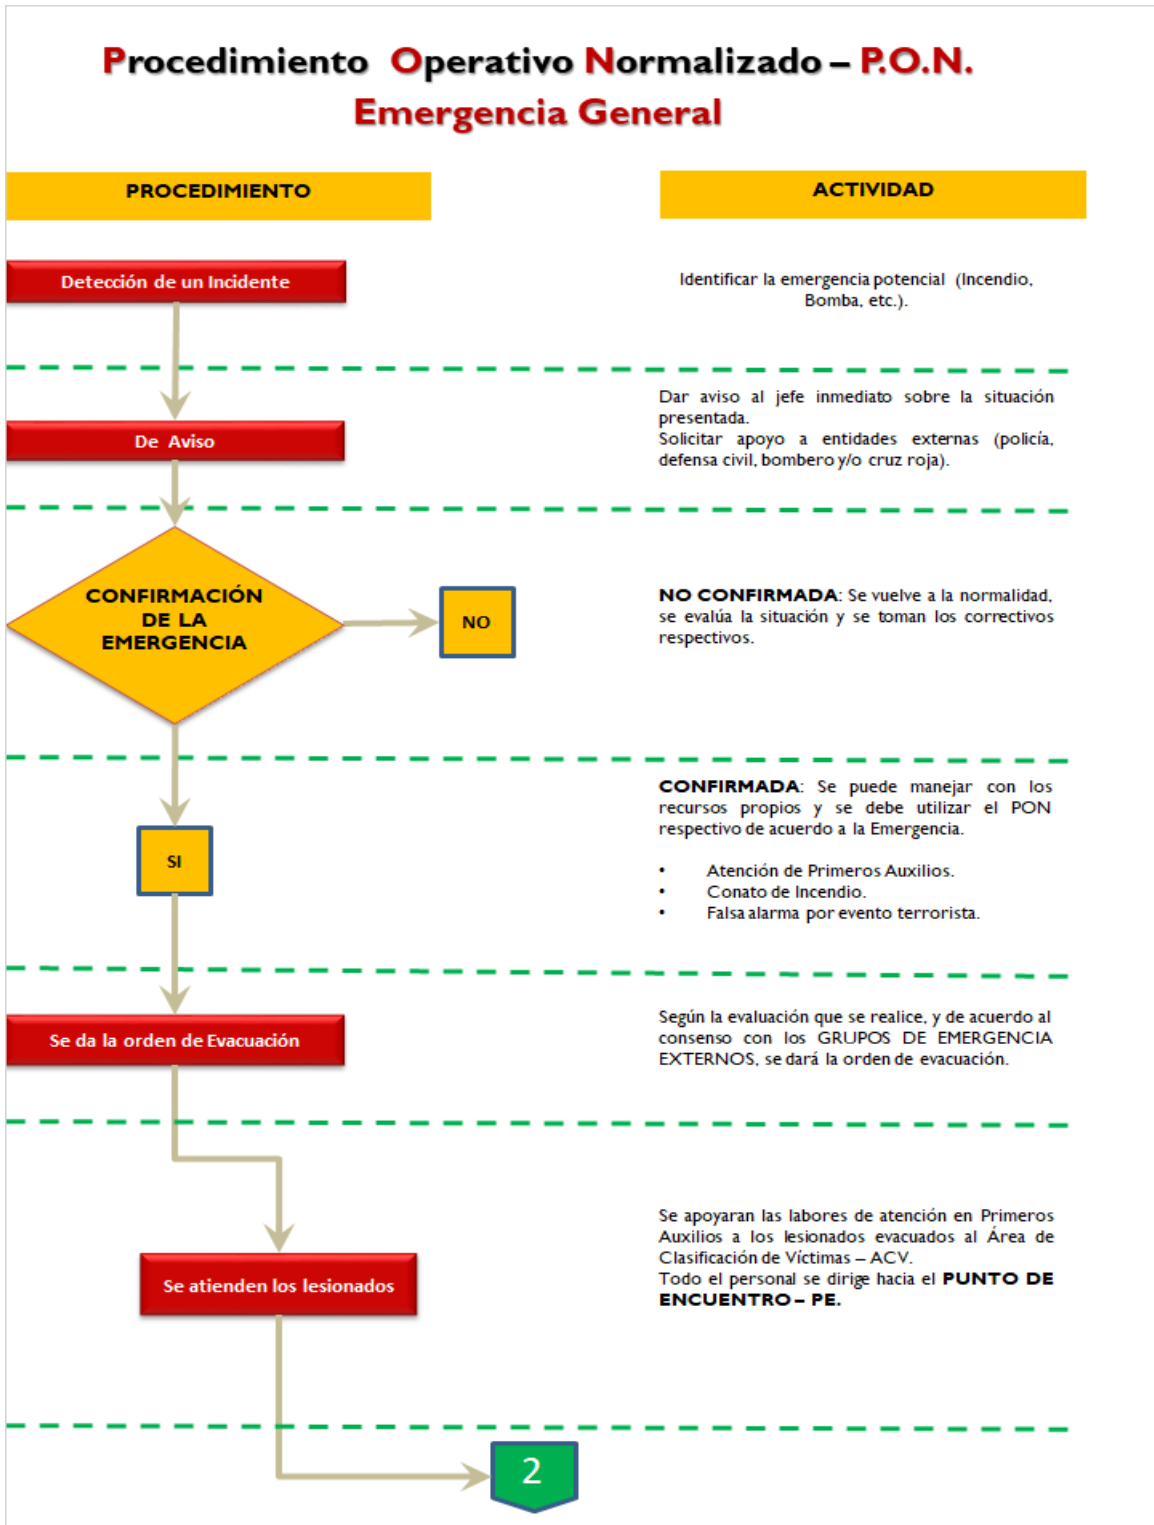 Procedimiento Operativo Normalizado – P.O.N.
Emergencia General
PROCEDIMIENTO
ACTIVIDAD
Detección de un Incidente
Identificar la emergencia potencial (Incendio,
Bomba, etc.).
De Aviso
Dar aviso al jefe inmediato sobre la situación
presentada.
Solicitar apoyo a entidades externas (policía,
defensa civil, bombero y/o cruz roja).
CONFIRMACIÓN
DE LA
EMERGENCIA
NO
NO CONFIRMADA: Se vuelve a la normalidad,
se evalúa la situación y se toman los correctivos
respectivos.
SI
CONFIRMADA: Se puede manejar con los
recursos propios y se debe utilizar el PON
respectivo de acuerdo a la Emergencia.
• Atención de Primeros Auxilios.
• Conato de Incendio.
• Falsa alarma por evento terrorista.
Se da la orden de Evacuación
Según la evaluación que se realice, y de acuerdo al
consenso con los GRUPOS DE EMERGENCIA
EXTERNOS, se dará la orden de evacuación.
Se atienden los lesionados
Se apoyaran las labores de atención en Primeros
Auxilios a los lesionados evacuados al Área de
Clasificación de Víctimas – ACV.
Todo el personal se dirige hacia el PUNTO DE
ENCUENTRO – PE.
2